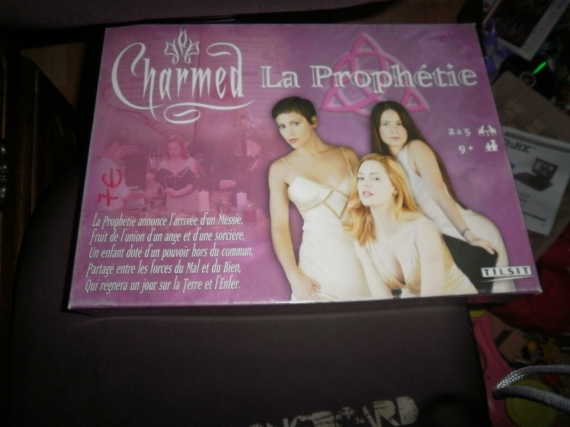 Charmed La Prophétie
2 à 5
9+
7€
La Prophétie annonce l'arrivée d'un Messie,
Fruit de l'union d'un ange et d'une sorcière,
Un enfant doté d'un pouvoir hors du commun,
Partagé entre les forces du Mal et du Bien,
Qui règnera un jour sur la Terre et l'Enfer.
TILSIT